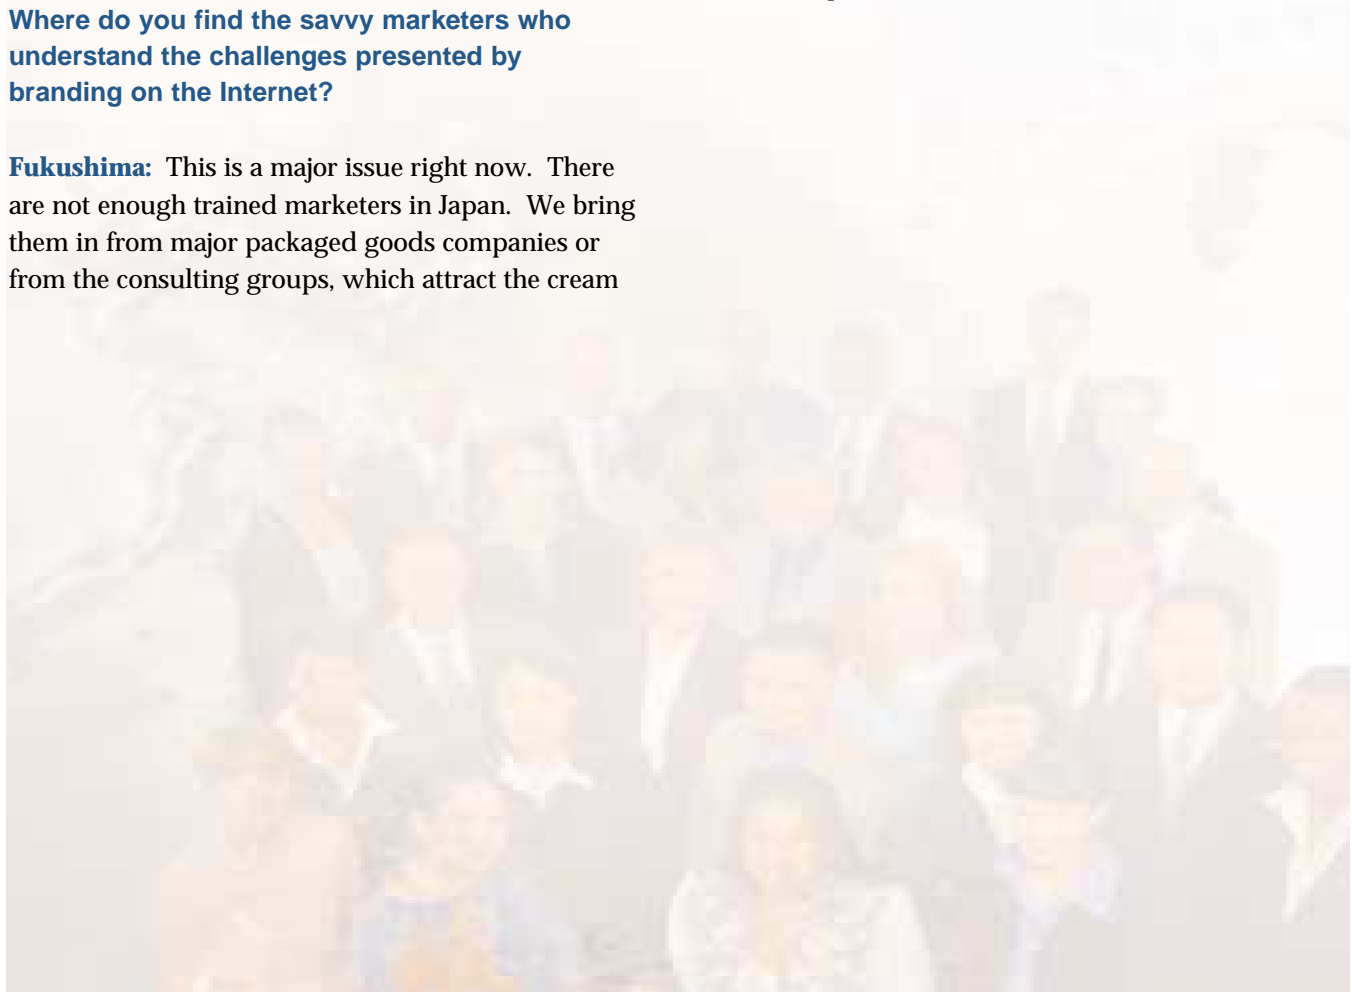 Where do you find the savvy marketers who
understand the challenges presented by
branding on the Internet?
Fukushima: This is a major issue right now. There
are not enough trained marketers in Japan. We bring
them in from major packaged goods companies or
from the consulting groups, which attract the cream